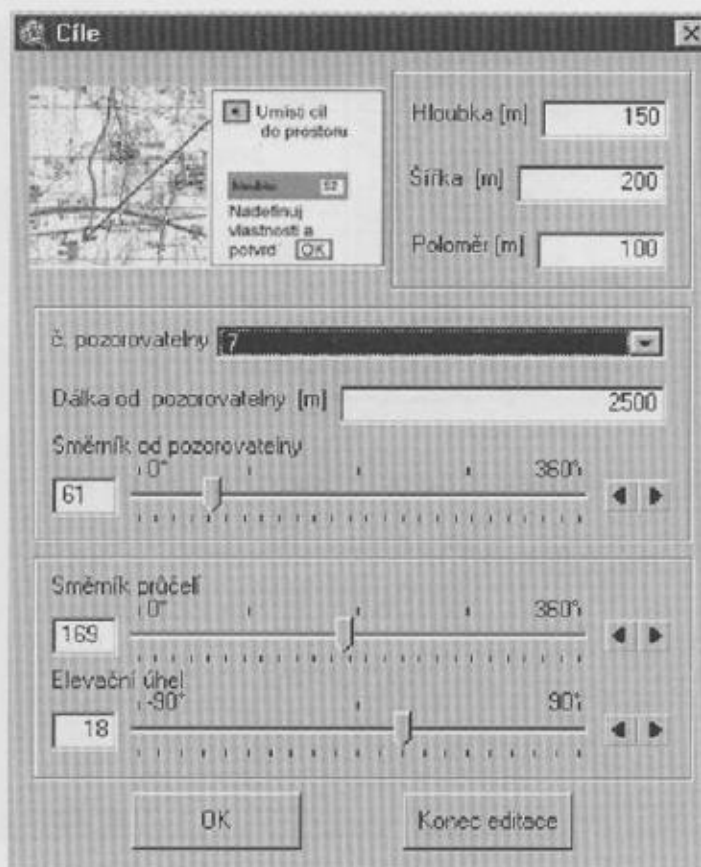 Cíle
Umísti cíl
do prostoru
52
Nadefinuj
vlastnosti a
potvrď OK
Hloubka [m] 150
Šířka [m] 200
Poloměr [m] 100
č. pozorovatelny 7
Dálka od pozorovatelny [m] 2500
Směrník od pozorovatelny
0° 360°
61
Směrník průčelí
0° 360°
169
Elevační úhel
-90° 90°
18
OK Konec editace